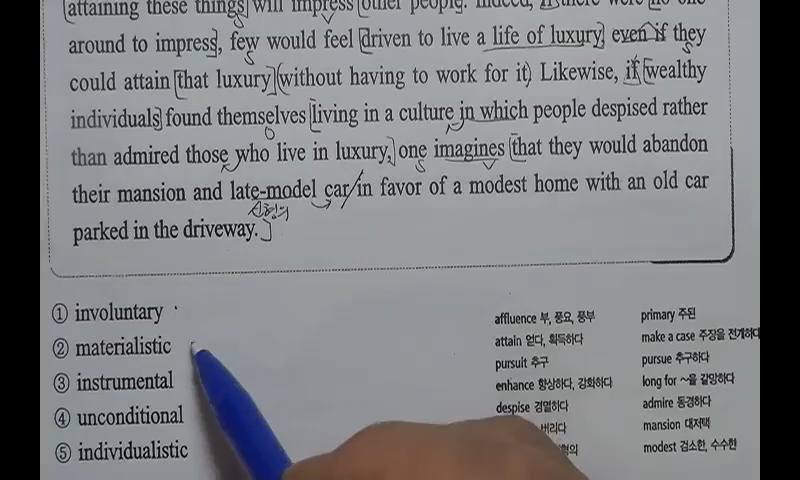 attaining these things will impress other people. Indeed, if there were no one
around to impress, few would feel driven to live a life of luxury even if they
could attain that luxury without having to work for it. Likewise, if wealthy
individuals found themselves living in a culture in which people despised rather
than admired those who live in luxury, one imagines that they would abandon
their mansion and late-model car in favor of a modest home with an old car
신형의
parked in the driveway.
① involuntary
② materialistic
③ instrumental
④ unconditional
⑤ individualistic
affluence 부, 풍요, 풍부
attain 얻다, 획득하다
pursuit 추구
enhance 향상하다, 강화하다
despise 경멸하다
버리다
형의
primary 주된
make a case 주장을 전개하다
pursue 추구하다
long for ~을 갈망하다
admire 동경하다
mansion 대저택
modest 검소한, 수수한